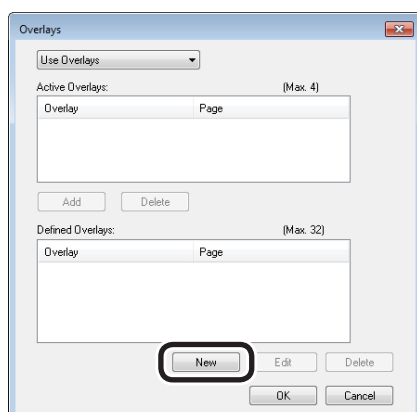 Overlays
Use Overlays
Active Overlays: (Max. 4)
Overlay Page
Add Delete
Defined Overlays: (Max. 32)
Overlay Page
New Edit Delete
OK Cancel